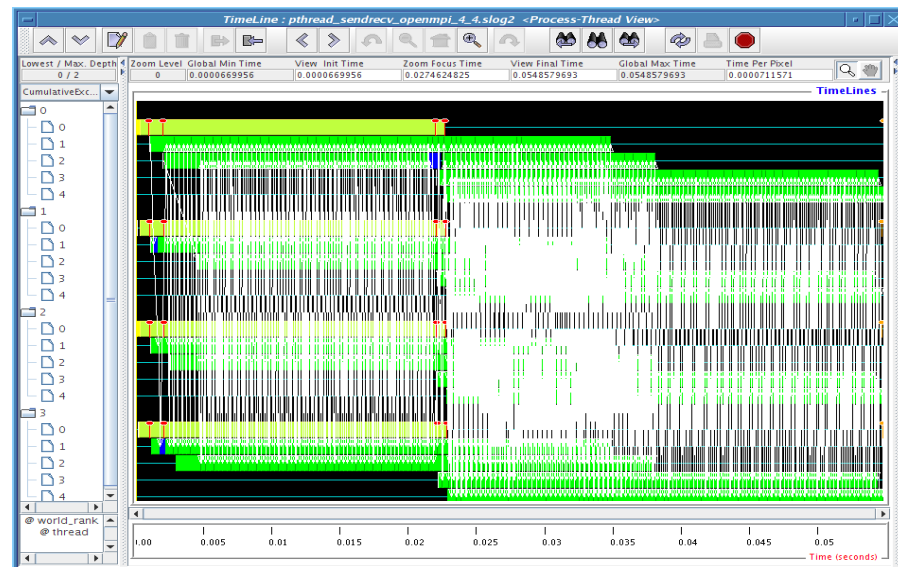 TimeLine : pthread_sendrecv_openmpi_4_4.slog2 <Process-Thread View>
Lowest / Max. Depth Zoom Level Global Min Time View Init Time Zoom Focus Time View Final Time Global Max Time Time Per Pixel
0 / 2 0 0.0000669956 0.0000669956 0.0274624825 0.0548579693 0.0548579693 0.0000711571
CumulativeExc...
TimeLines
0
0
1
2
3
4
1
0
1
2
3
4
2
0
1
2
3
4
3
0
1
2
3
4
@ world_rank
@ thread
0.005 0.01 0.015 0.02 0.025 0.03 0.035 0.04 0.045 0.05
Time (seconds)